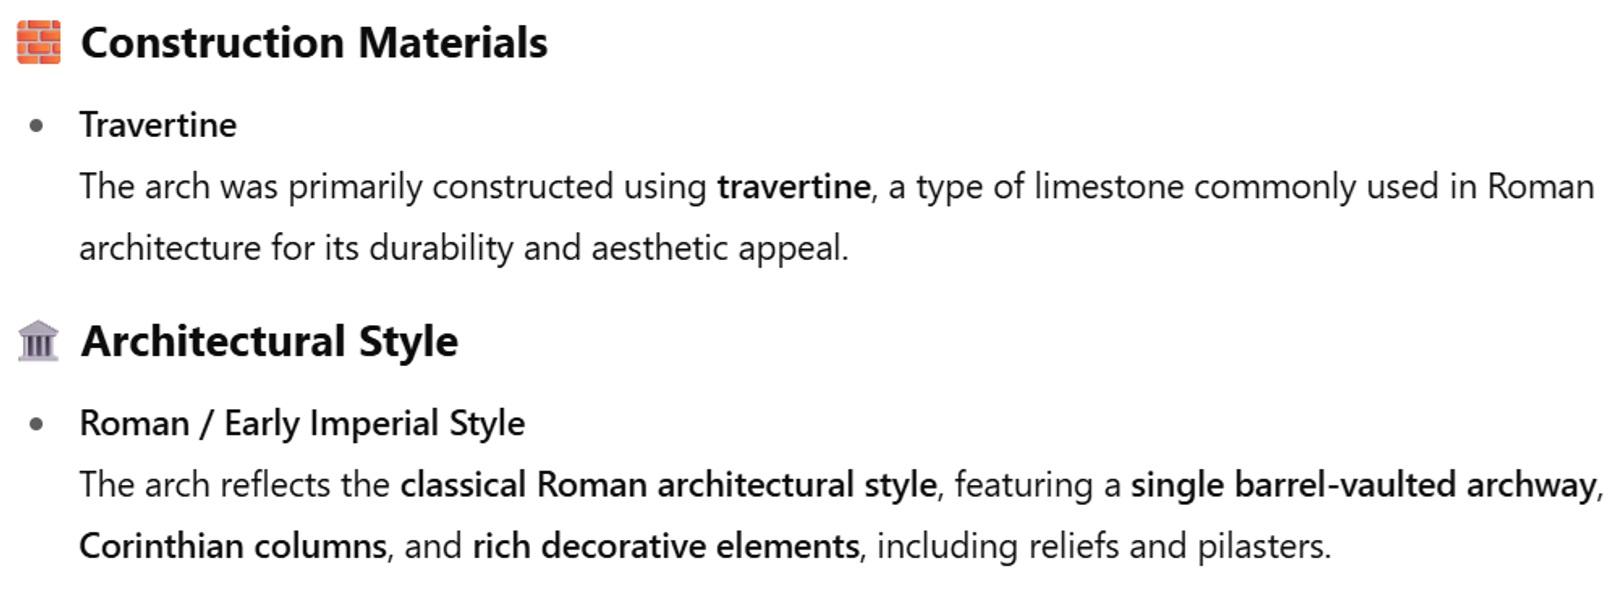 Construction Materials
Travertine
The arch was primarily constructed using travertine, a type of limestone commonly used in Roman
architecture for its durability and aesthetic appeal.
Architectural Style
Roman / Early Imperial Style
The arch reflects the classical Roman architectural style, featuring a single barrel-vaulted archway,
Corinthian columns, and rich decorative elements, including reliefs and pilasters.